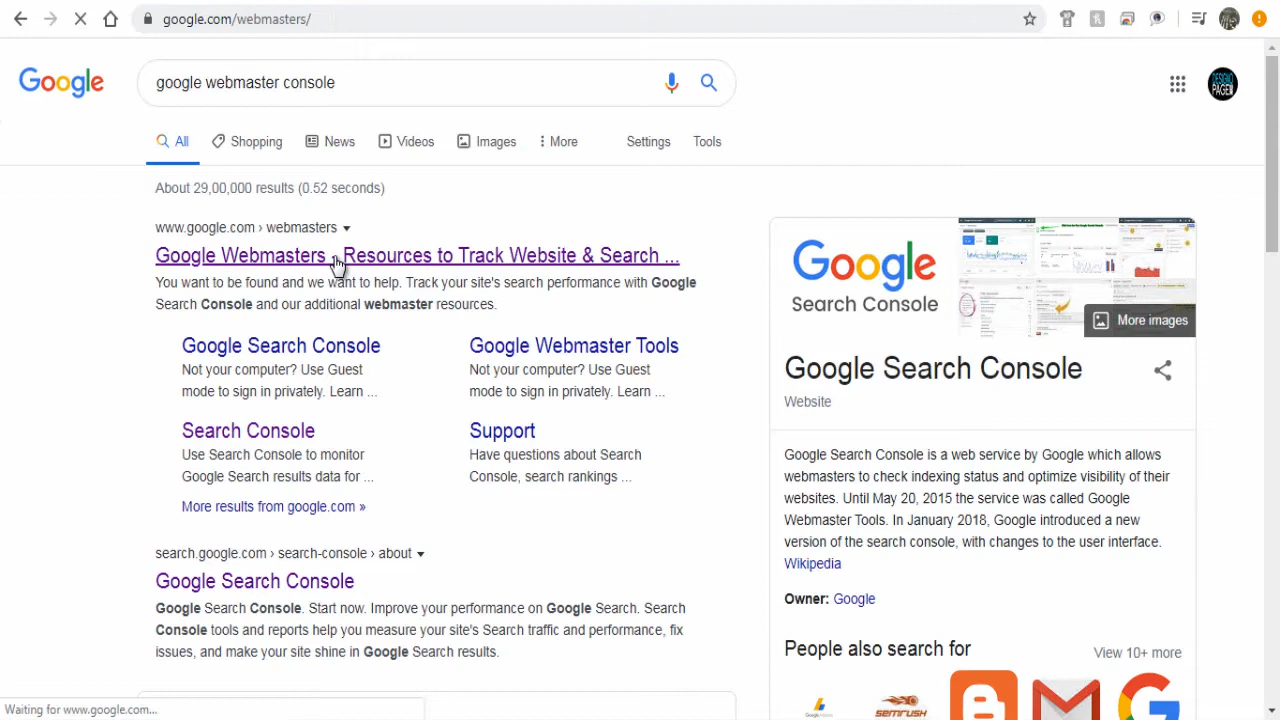 google.com/webmasters/
Google
google webmaster console
All
Shopping
News
Videos
Images
More
Settings
Tools
DESIGNO
PAGEW
About 29,00,000 results (0.52 seconds)
www.google.com › webmasters
Google Webmasters - Resources to Track Website & Search ...
You want to be found and we want to help. Track your site's search performance with Google
Search Console and our additional webmaster resources.
Google Search Console
Not your computer? Use Guest
mode to sign in privately. Learn ...
Google Webmaster Tools
Not your computer? Use Guest
mode to sign in privately. Learn ...
Search Console
Use Search Console to monitor
Google Search results data for ...
Support
Have questions about Search
Console, search rankings ...
More results from google.com »
search.google.com › search-console › about
Google Search Console
Google Search Console. Start now. Improve your performance on Google Search. Search
Console tools and reports help you measure your site's Search traffic and performance, fix
issues, and make your site shine in Google Search results.
Google
Search Console
More images
Google Search Console
Website
Google Search Console is a web service by Google which allows
webmasters to check indexing status and optimize visibility of their
websites. Until May 20, 2015 the service was called Google
Webmaster Tools. In January 2018, Google introduced a new
version of the search console, with changes to the user interface.
Wikipedia
Owner: Google
People also search for
View 10+ more
SEMRUSH
Waiting for www.google.com...